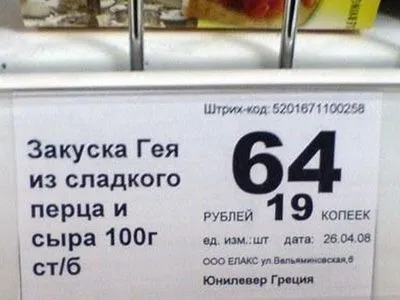 Штрих-код: 5201671100258
Закуска Гея
из сладкого
перца и
сыра 100г
ст/б
64
РУБЛЕЙ 19 КОПЕЕК
ед. изм.:шт дата: 26.04.08
ООО ЕЛАКС ул.Вельяминовская,6
Юнилевер Греция